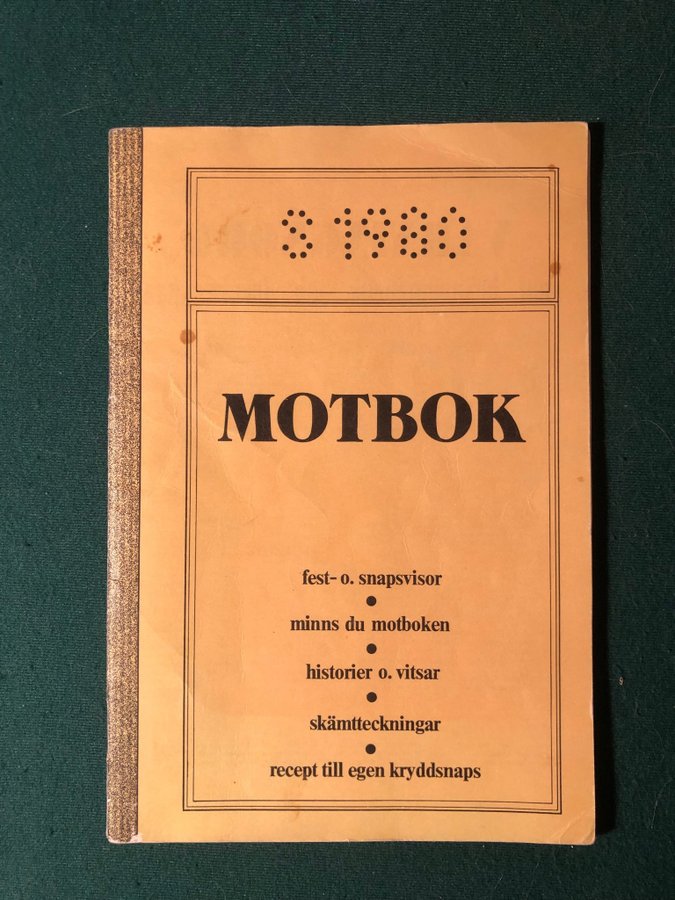 S 1980
MOTBOK
fest- o. snapsvisor
•
minns du motboken
•
historier o. vitsar
•
skämtteckningar
•
recept till egen kryddsnaps